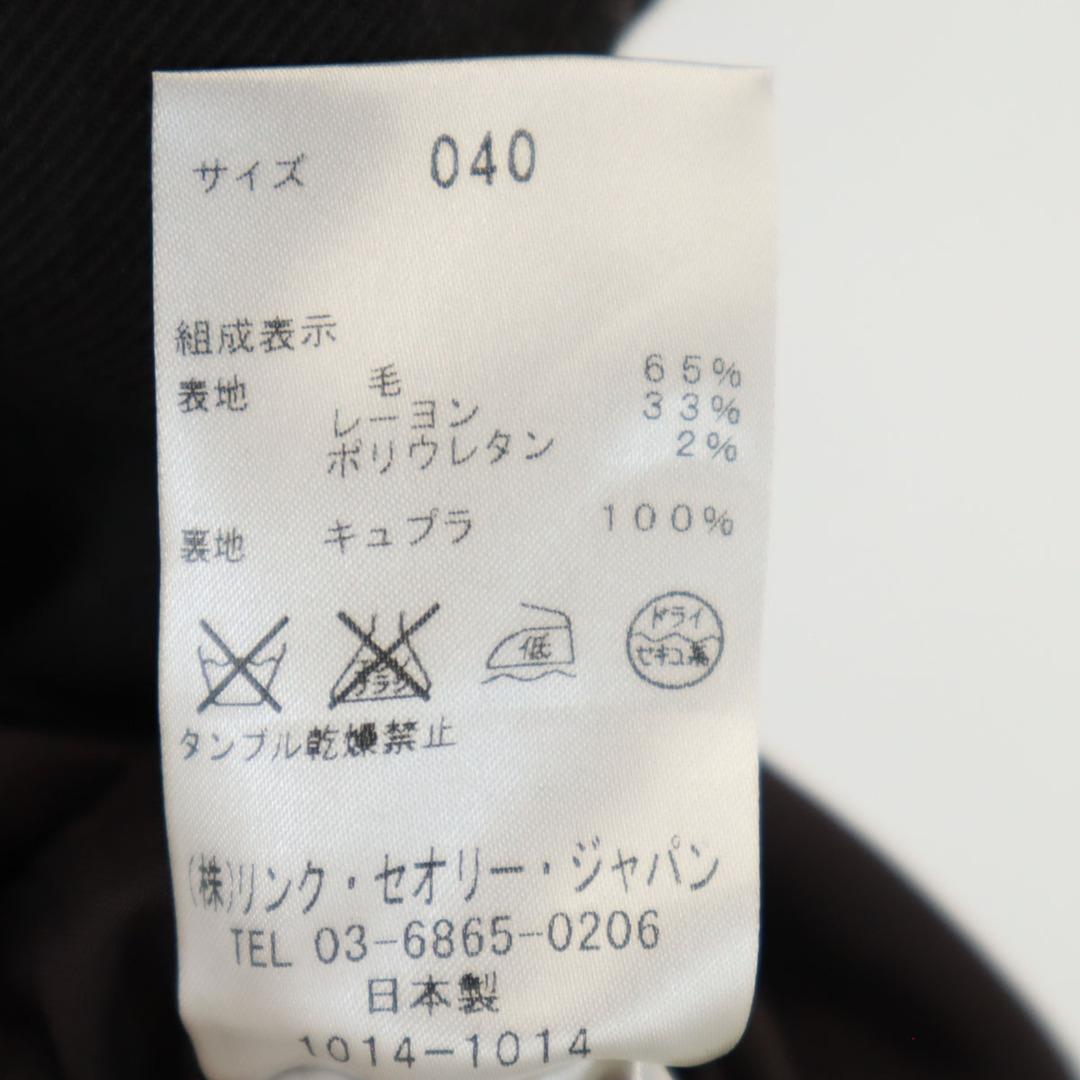 サイズ 040
組成表示
表地 毛 65%
レーヨン 33%
ポリウレタン 2%
裏地 キュプラ 100%
低
ドライ
セキユ系
タンブル乾燥禁止
(株)リンク・セオリー・ジャパン
TEL 03-6865-0206
日本製
1014-1014